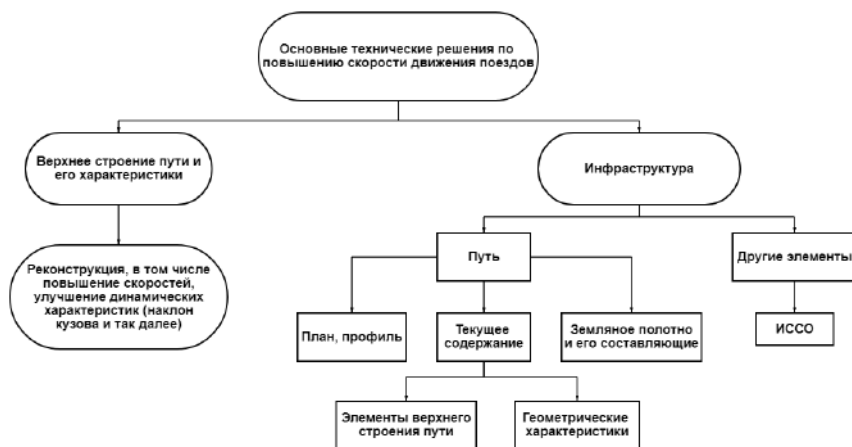 Основные технические решения по
повышению скорости движения поездов
Верхнее строение пути и
его характеристики
Инфраструктура
Реконструкция, в том числе
повышение скоростей,
улучшение динамических
характеристик (наклон
кузова и так далее)
Путь
Другие элементы
План, профиль
Текущее
содержание
Земляное полотно
и его составляющие
ИССО
Элементы верхнего
строения пути
Геометрические
характеристики